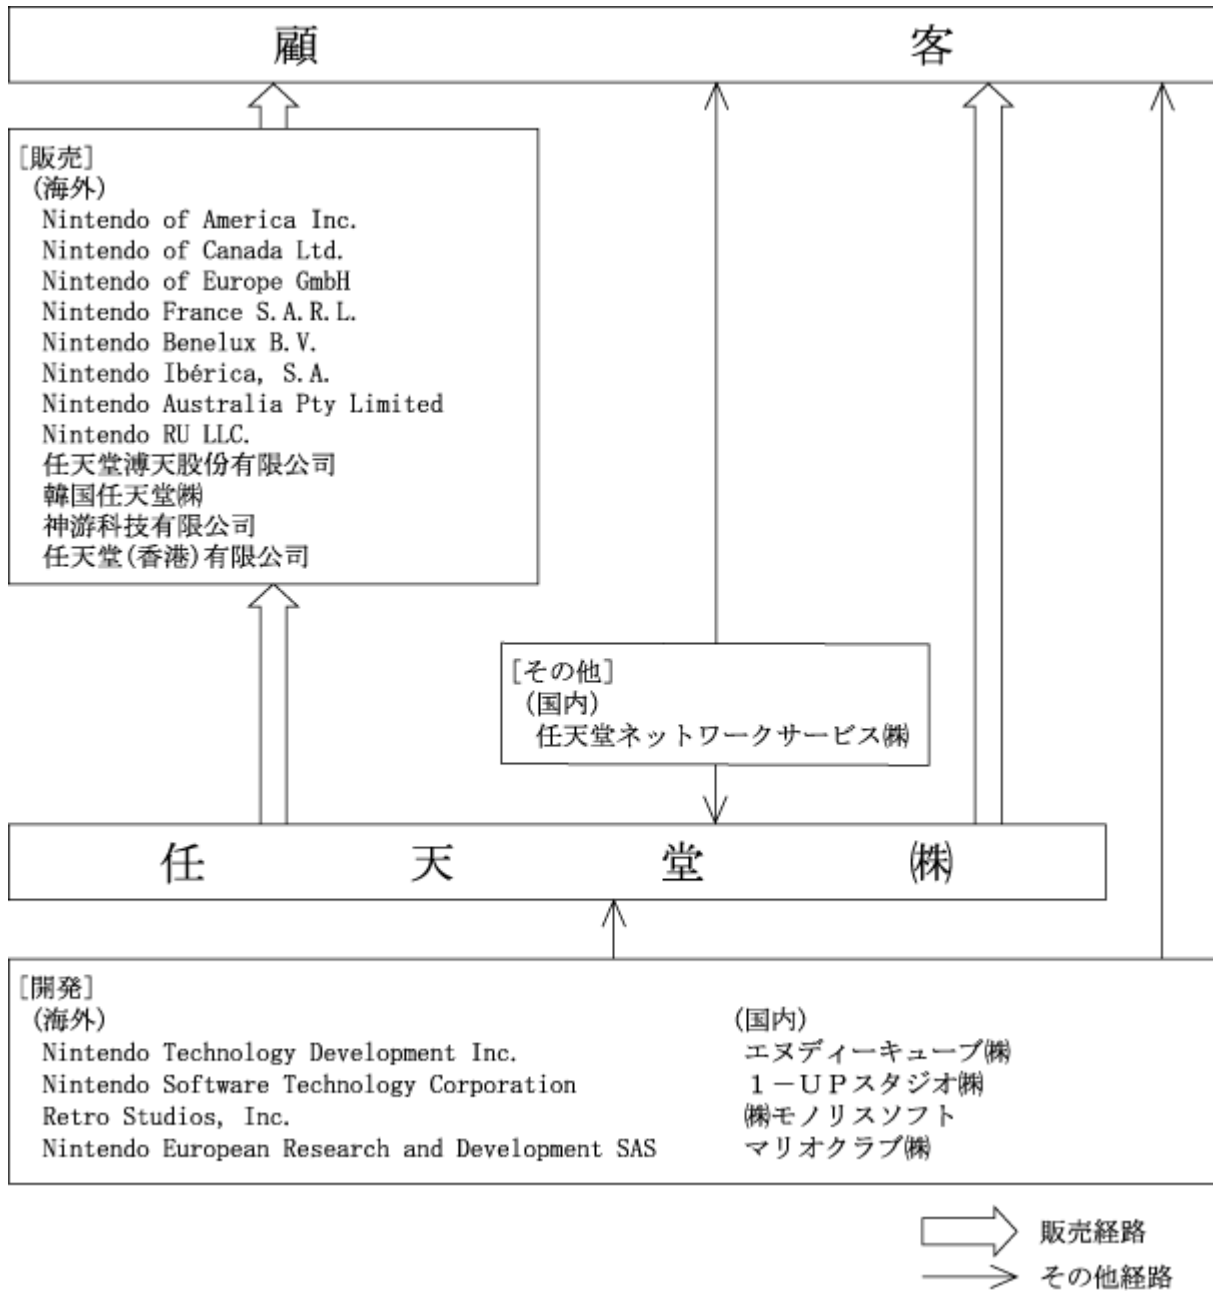 顧客
[販売]
(海外)
Nintendo of America Inc.
Nintendo of Canada Ltd.
Nintendo of Europe GmbH
Nintendo France S.A.R.L.
Nintendo Benelux B.V.
Nintendo Ibérica, S.A.
Nintendo Australia Pty Limited
Nintendo RU LLC.
任天堂溥天股份有限公司
韓国任天堂㈱
神游科技有限公司
任天堂(香港)有限公司
[その他]
(国内)
任天堂ネットワークサービス㈱
任天堂㈱
[開発]
(海外)
Nintendo Technology Development Inc.
Nintendo Software Technology Corporation
Retro Studios, Inc.
Nintendo European Research and Development SAS
(国内)
エヌディーキューブ㈱
１－ＵＰスタジオ㈱
㈱モノリスソフト
マリオクラブ㈱
販売経路
その他経路